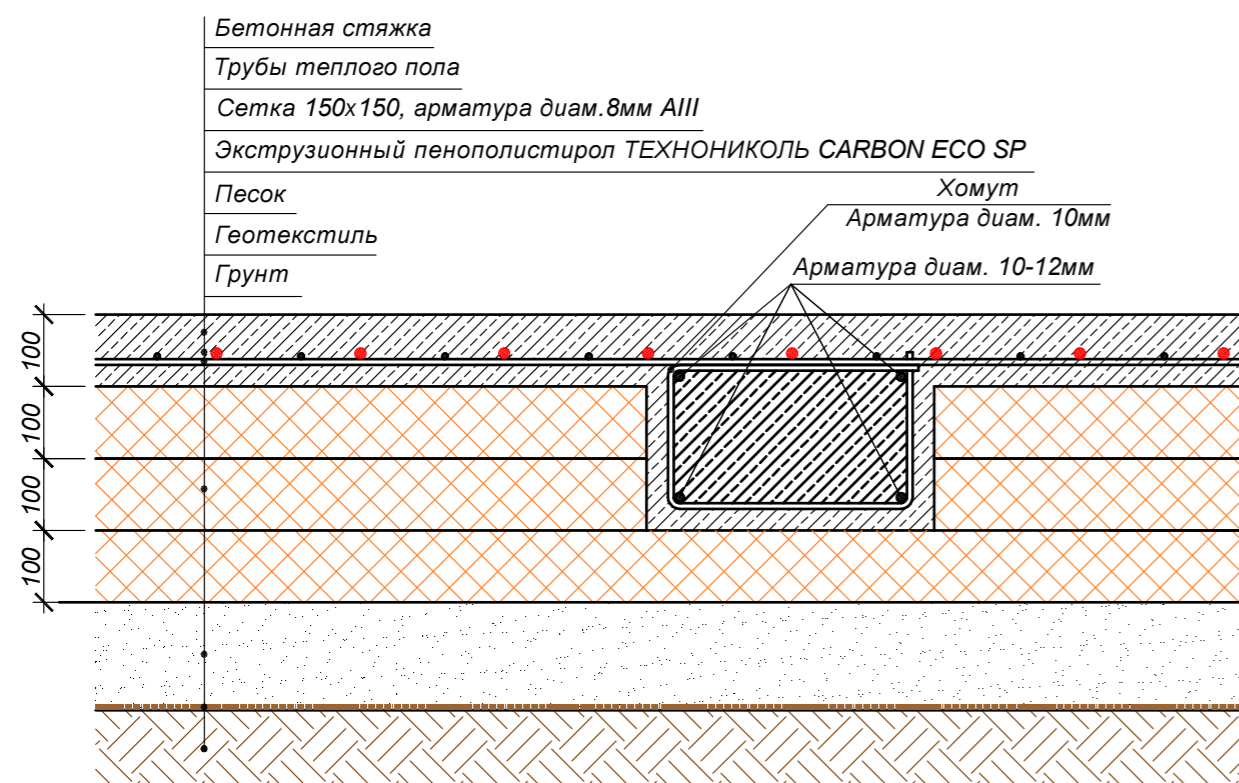 Бетонная стяжка
Трубы теплого пола
Сетка 150х150, арматура диам.8мм АIII
Экструзионный пенополистирол ТЕХНОНИКОЛЬ CARBON ECO SP
Песок
Геотекстиль
Грунт
Хомут
Арматура диам. 10мм
Арматура диам. 10-12мм
100
100
100
100